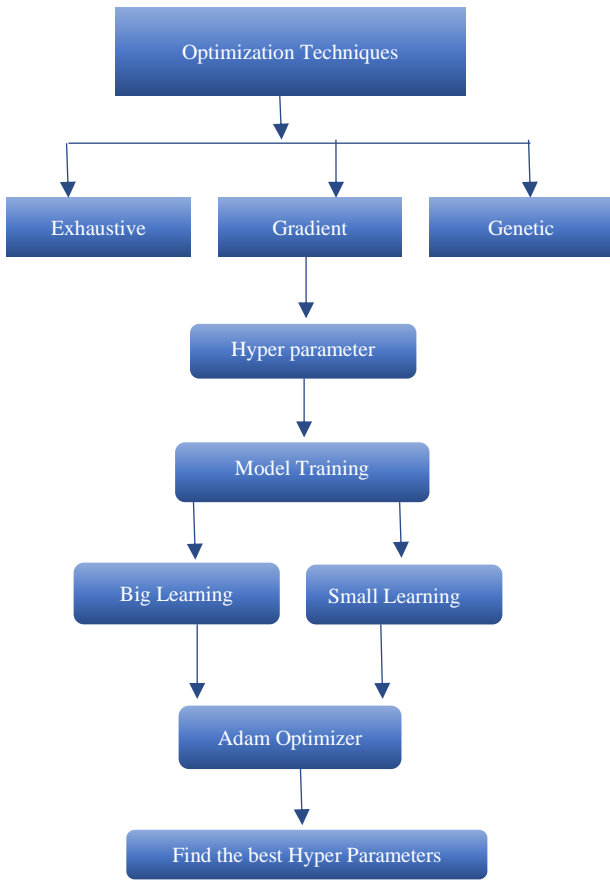 Optimization Techniques
Exhaustive
Gradient
Genetic
Hyper parameter
Model Training
Big Learning
Small Learning
Adam Optimizer
Find the best Hyper Parameters